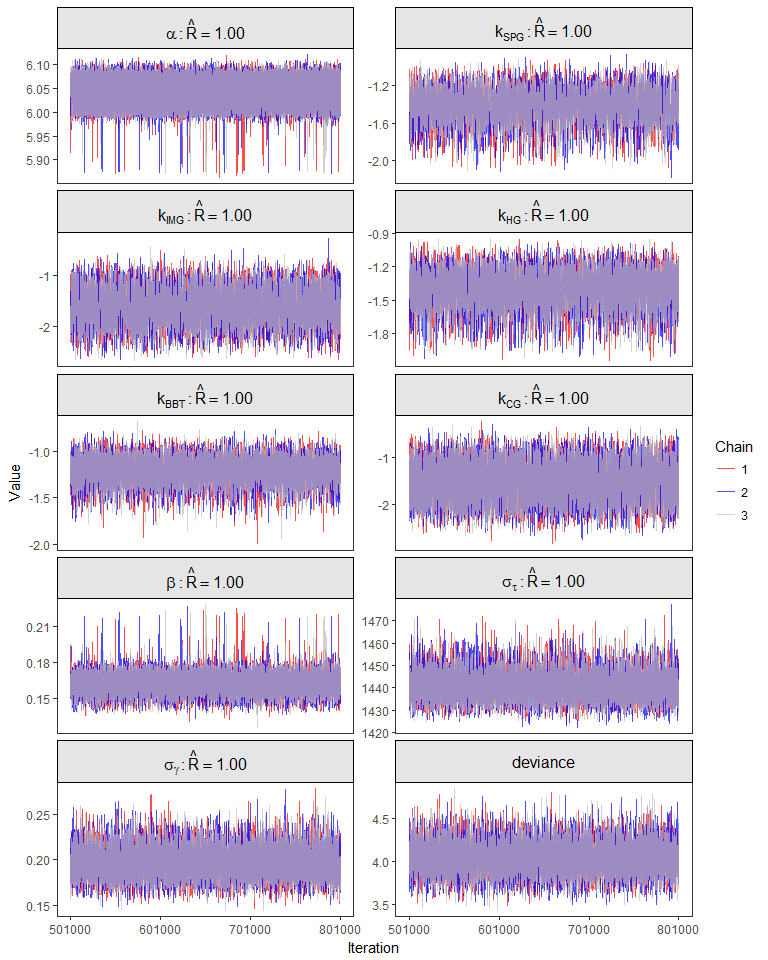 α : R̂ = 1.00
k_SPG : R̂ = 1.00
6.10
6.05
6.00
5.95
5.90
-1.2
-1.6
-2.0
k_IMG : R̂ = 1.00
k_HG : R̂ = 1.00
-1
-2
-0.9
-1.2
-1.5
-1.8
k_BBT : R̂ = 1.00
k_CG : R̂ = 1.00
-1.0
-1.5
-2.0
-1
-2
Value
Chain
1
2
3
β : R̂ = 1.00
σ_τ : R̂ = 1.00
0.21
0.18
0.15
1470
1460
1450
1440
1430
1420
σ_γ : R̂ = 1.00
deviance
0.25
0.20
0.15
4.5
4.0
3.5
501000 601000 701000 801000
501000 601000 701000 801000
Iteration